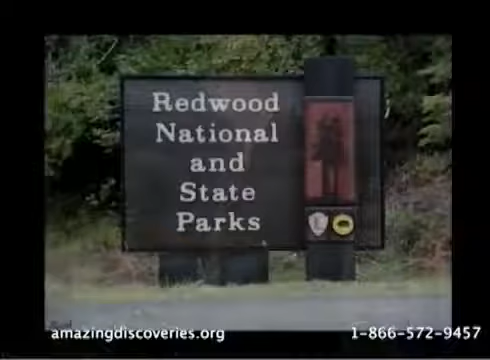 Redwood
National
and
State
Parks
amazingdiscoveries.org 1-866-572-9457